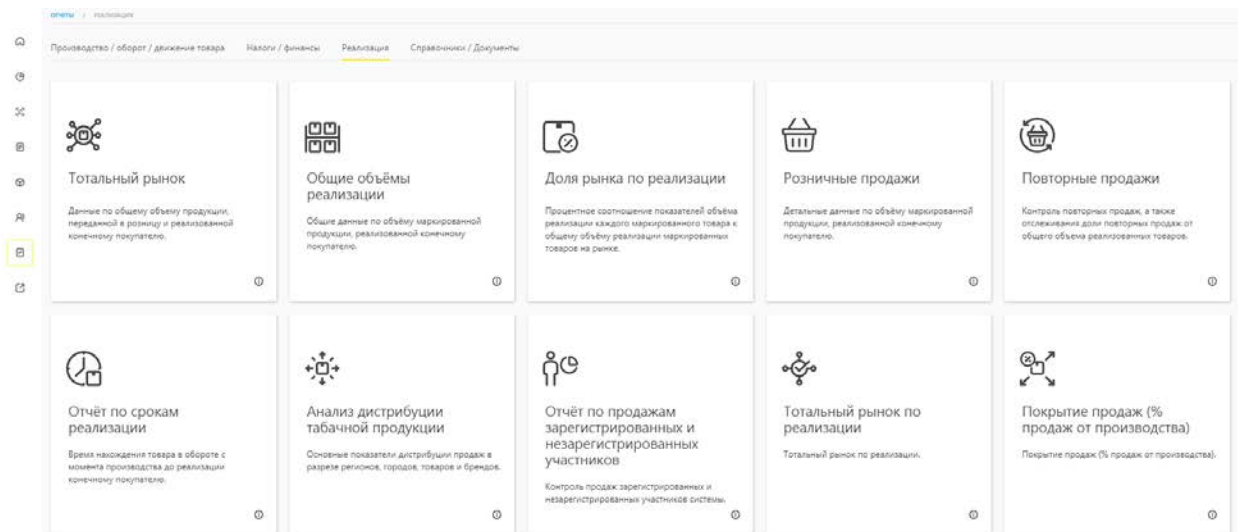 ОТЧЕТЫ / РЕАЛИЗАЦИЯ
Производство / оборот / движение товара Налоги / финансы Реализация Справочники / Документы
Тотальный рынок
Данные по общему объему продукции,
переданной в розницу и реализованной
конечному покупателю.
Общие объёмы
реализации
Общие данные по объёму маркированной
продукции, реализованной конечному
покупателю.
Доля рынка по реализации
Процентное соотношение показателей объёма
реализации каждого маркированного товара к
общему объёму реализации маркированных
товаров на рынке.
Розничные продажи
Детальные данные по объёму маркированной
продукции, реализованной конечному
покупателю.
Повторные продажи
Контроль повторных продаж, а также
отслеживания доли повторных продаж от
общего объема реализованных товаров.
Отчёт по срокам
реализации
Время нахождения товара в обороте с
момента производства до реализации
конечному покупателю.
Анализ дистрибуции
табачной продукции
Основные показатели дистрибуции продаж в
разрезе регионов, городов, товаров и брендов.
Отчёт по продажам
зарегистрированных и
незарегистрированных
участников
Контроль продаж зарегистрированных и
незарегистрированных участников системы.
Тотальный рынок по
реализации
Тотальный рынок по реализации.
Покрытие продаж (%
продаж от производства)
Покрытие продаж (% продаж от производства).